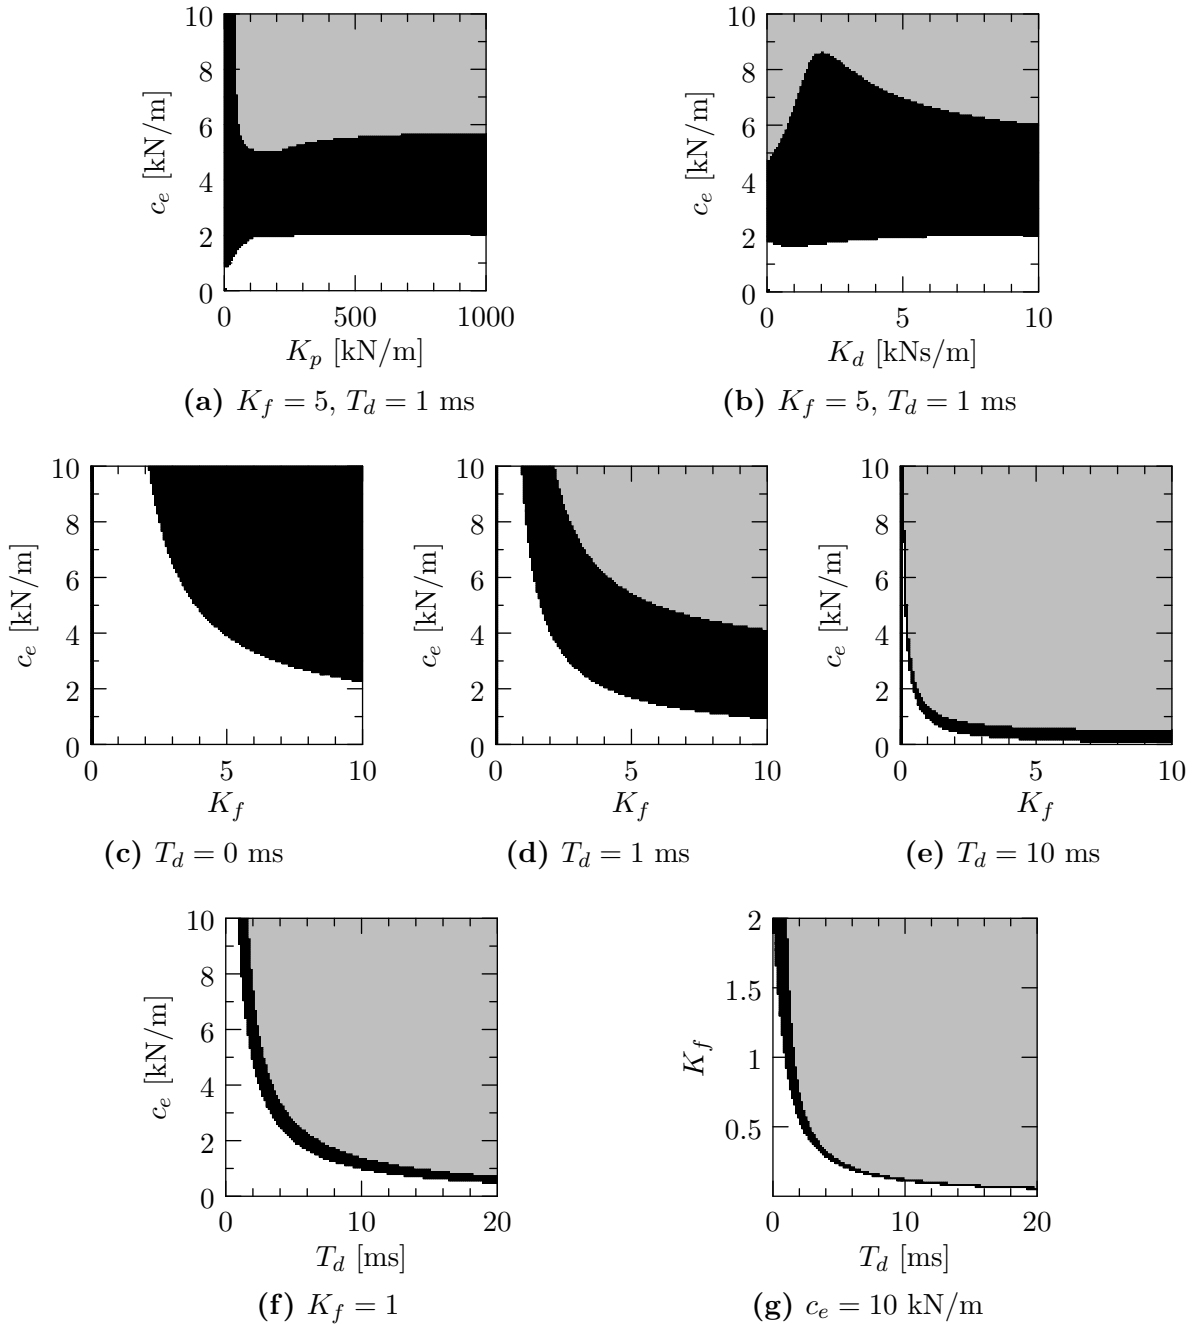 10
8
6
4
2
0
c_e [kN/m]
0 500 1000
K_p [kN/m]
(a) K_f = 5, T_d = 1 ms
10
8
6
4
2
0
c_e [kN/m]
0 5 10
K_d [kNs/m]
(b) K_f = 5, T_d = 1 ms
10
8
6
4
2
0
c_e [kN/m]
0 5 10
K_f
(c) T_d = 0 ms
10
8
6
4
2
0
c_e [kN/m]
0 5 10
K_f
(d) T_d = 1 ms
10
8
6
4
2
0
c_e [kN/m]
0 5 10
K_f
(e) T_d = 10 ms
10
8
6
4
2
0
c_e [kN/m]
0 10 20
T_d [ms]
(f) K_f = 1
2
1.5
1
0.5
K_f
0 10 20
T_d [ms]
(g) c_e = 10 kN/m